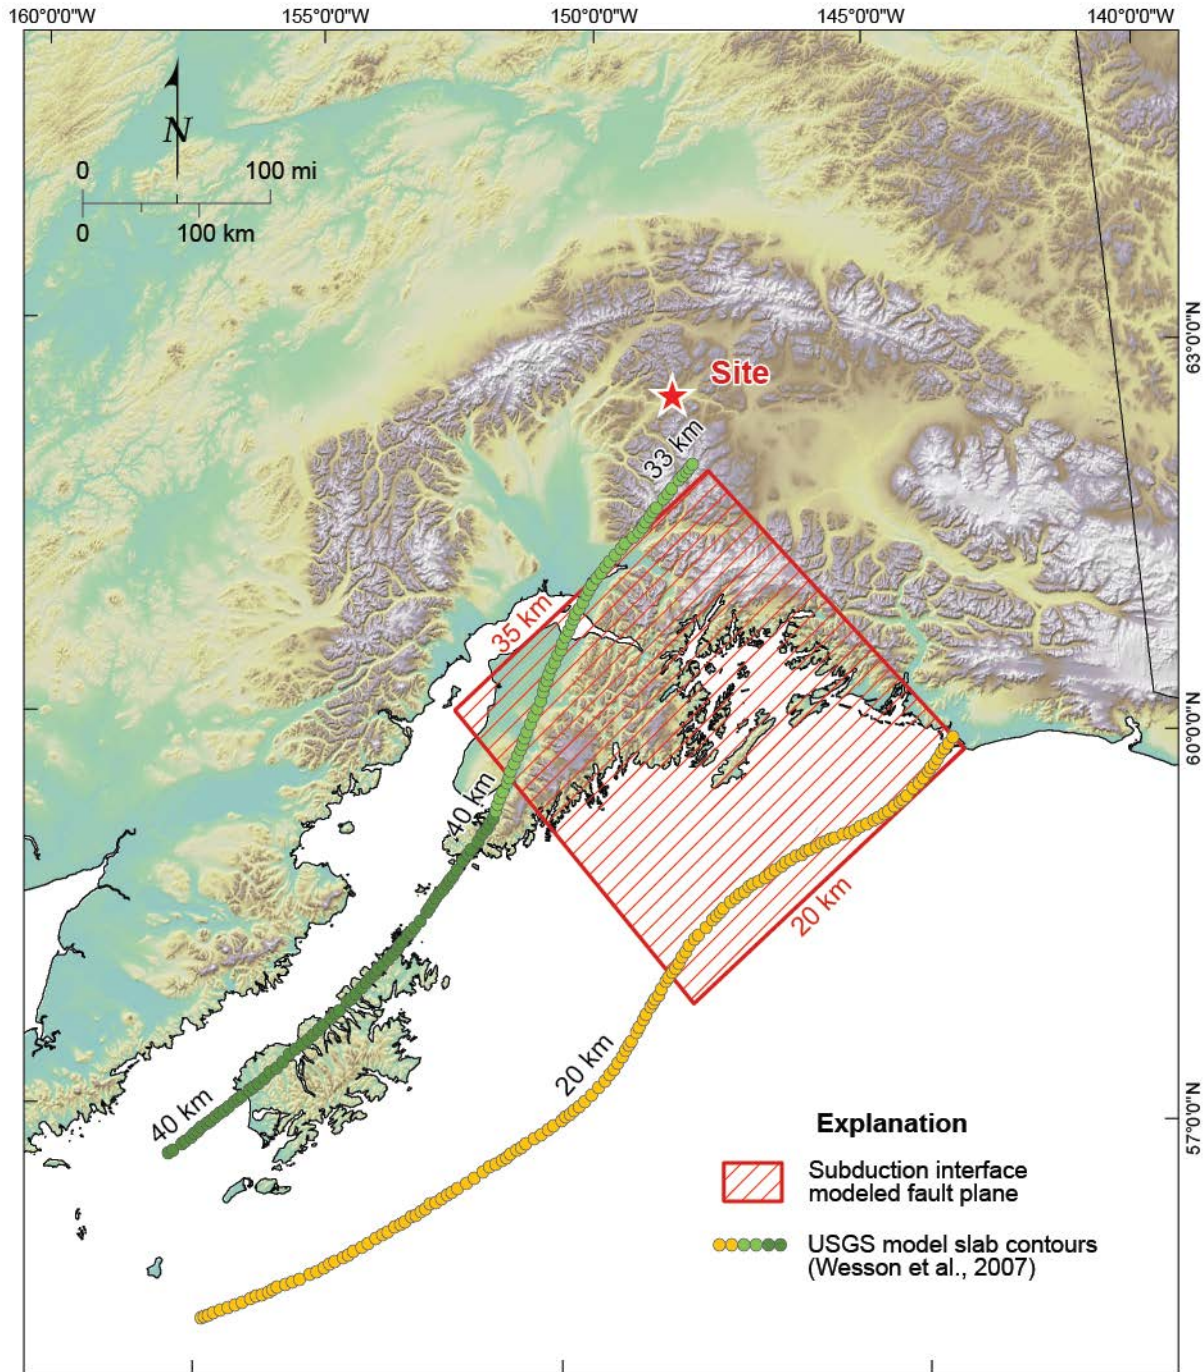 160°0'0"W 155°0'0"W 150°0'0"W 145°0'0"W 140°0'0"W
N
0 100 mi
0 100 km
63°0'0"N
Site
33 km
35 km
60°0'0"N
40 km
20 km
20 km
40 km
57°0'0"N
Explanation
Subduction interface
modeled fault plane
USGS model slab contours
(Wesson et al., 2007)